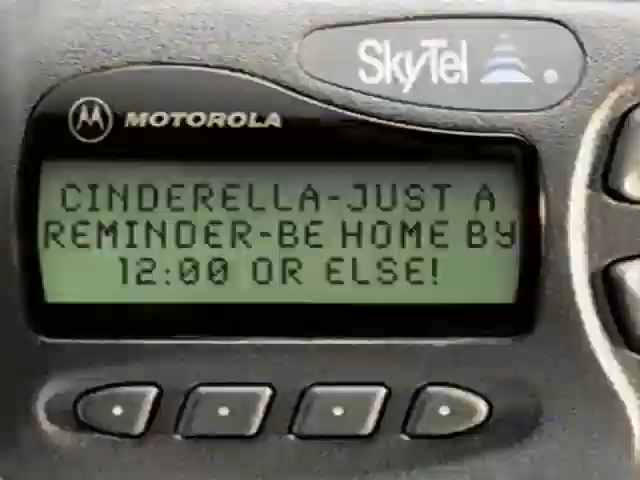 SkyTel
MOTOROLA
CINDERELLA-JUST A
REMINDER-BE HOME BY
12:00 OR ELSE!